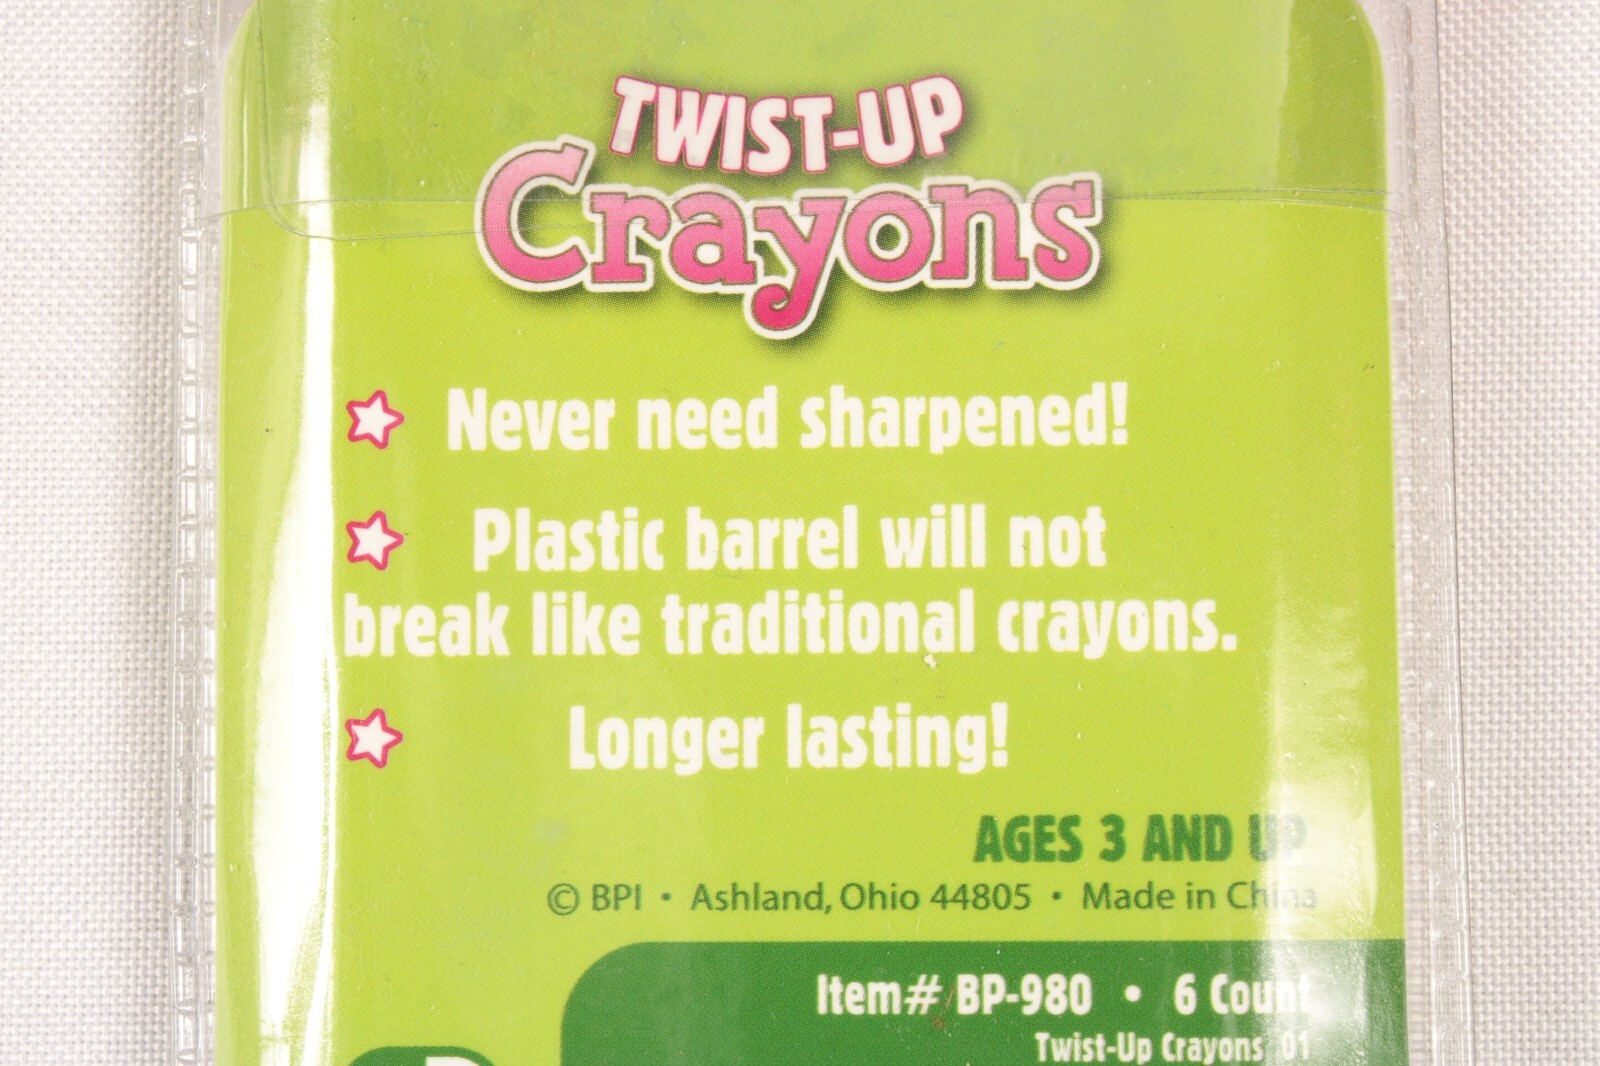 TWIST-UP
Crayons
Never need sharpened!
Plastic barrel will not
break like traditional crayons.
Longer lasting!
AGES 3 AND UP
© BPI • Ashland, Ohio 44805 • Made in China
Item# BP-980 • 6 Count
Twist-Up Crayons 01